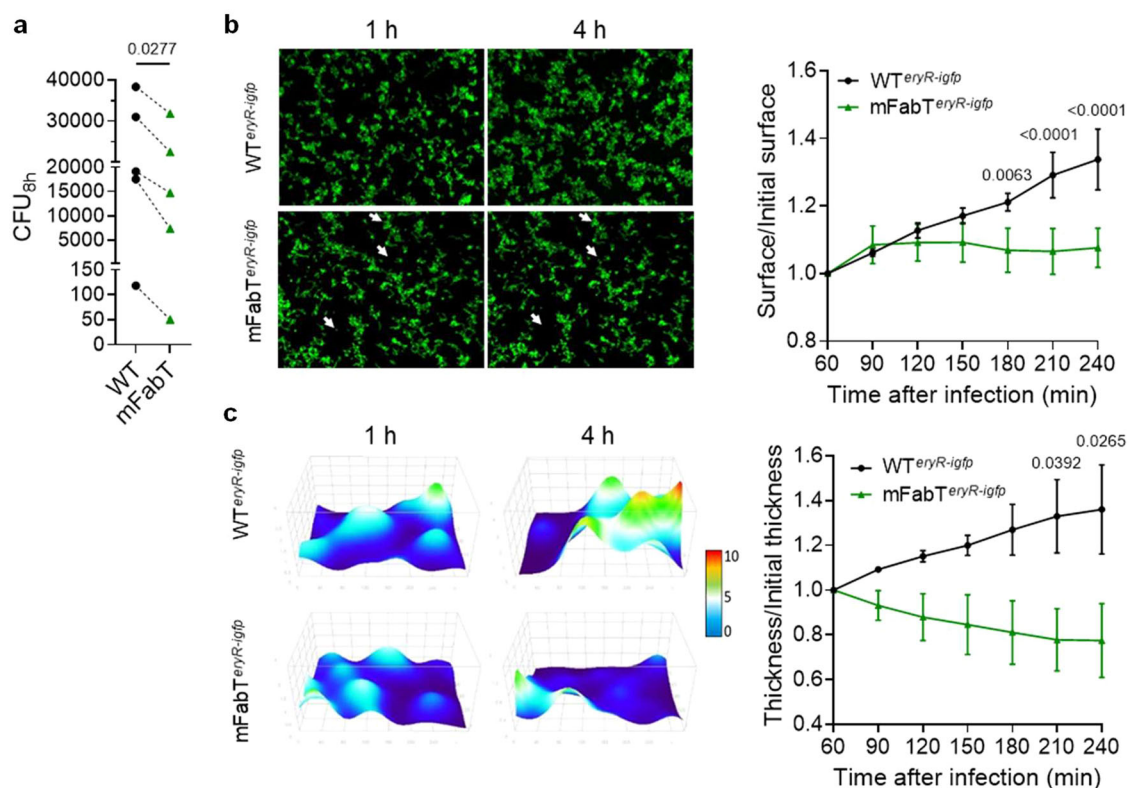 a
0.0277
40000
30000
20000
20000
15000
10000
5000
150
100
50
0
CFU8h
WT
mFabT
b
1 h
4 h
WTeryR-igfp
mFabTeryR-igfp
1.6
1.4
1.2
1.0
0.8
Surface/Initial surface
WTeryR-igfp
mFabTeryR-igfp
0.0063
<0.0001
<0.0001
60 90 120 150 180 210 240
Time after infection (min)
c
1 h
4 h
WTeryR-igfp
mFabTeryR-igfp
10
5
0
1.6
1.4
1.2
1.0
0.8
0.6
0.4
Thickness/Initial thickness
WTeryR-igfp
mFabTeryR-igfp
0.0392
0.0265
60 90 120 150 180 210 240
Time after infection (min)